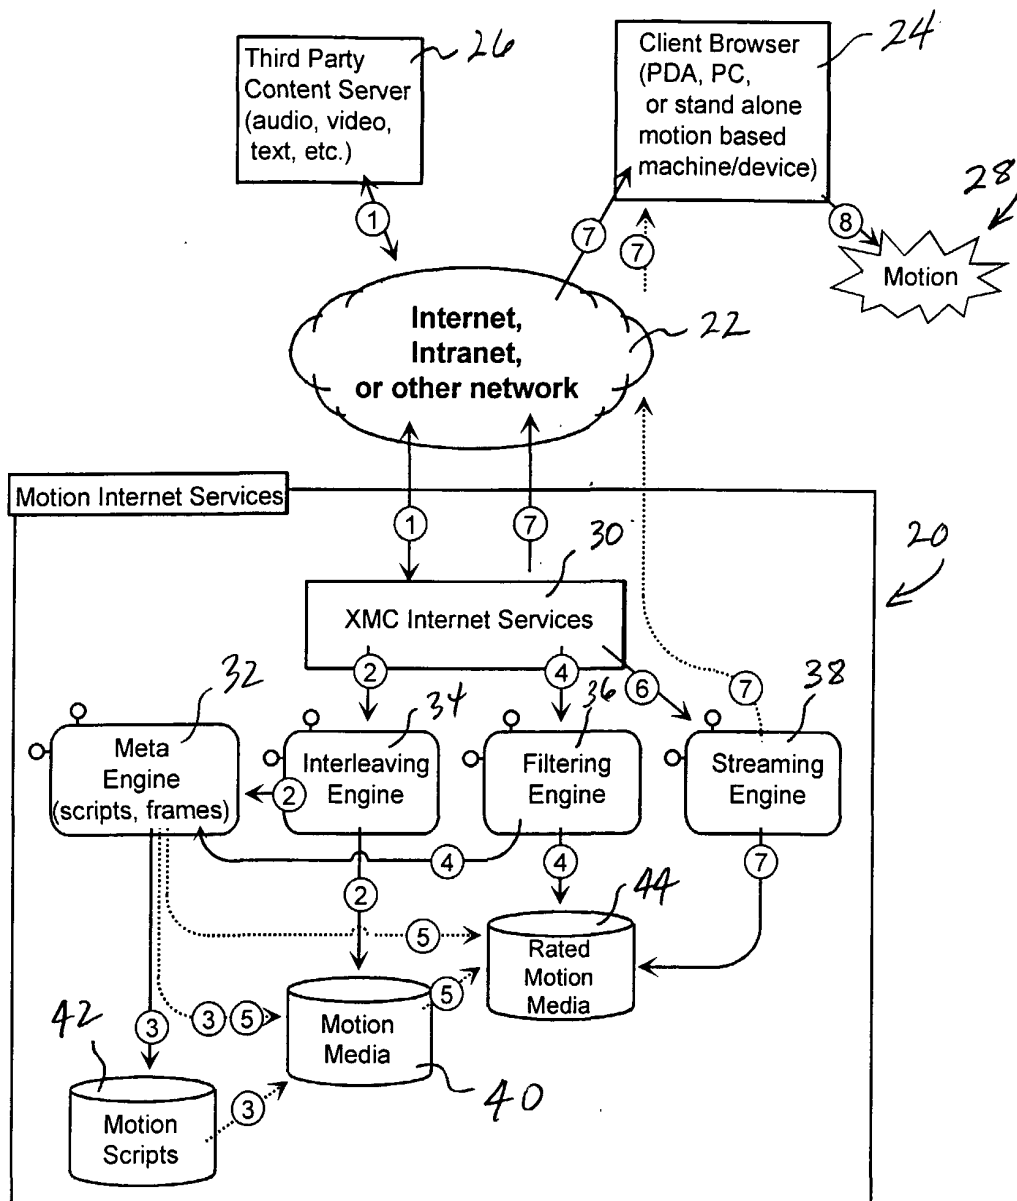 Third Party
Content Server
(audio, video,
text, etc.)
26
Client Browser
(PDA, PC,
or stand alone
motion based
machine/device)
24
28
1
7
7
8
Motion
Internet,
Intranet,
or other network
22
Motion Internet Services
1
7
30
20
XMC Internet Services
2
4
6
7
32
34
36
38
Meta
Engine
(scripts, frames)
2
Interleaving
Engine
Filtering
Engine
Streaming
Engine
4
4
7
2
44
5
Rated
Motion
Media
5
42
3
3
5
Motion
Media
40
3
Motion
Scripts